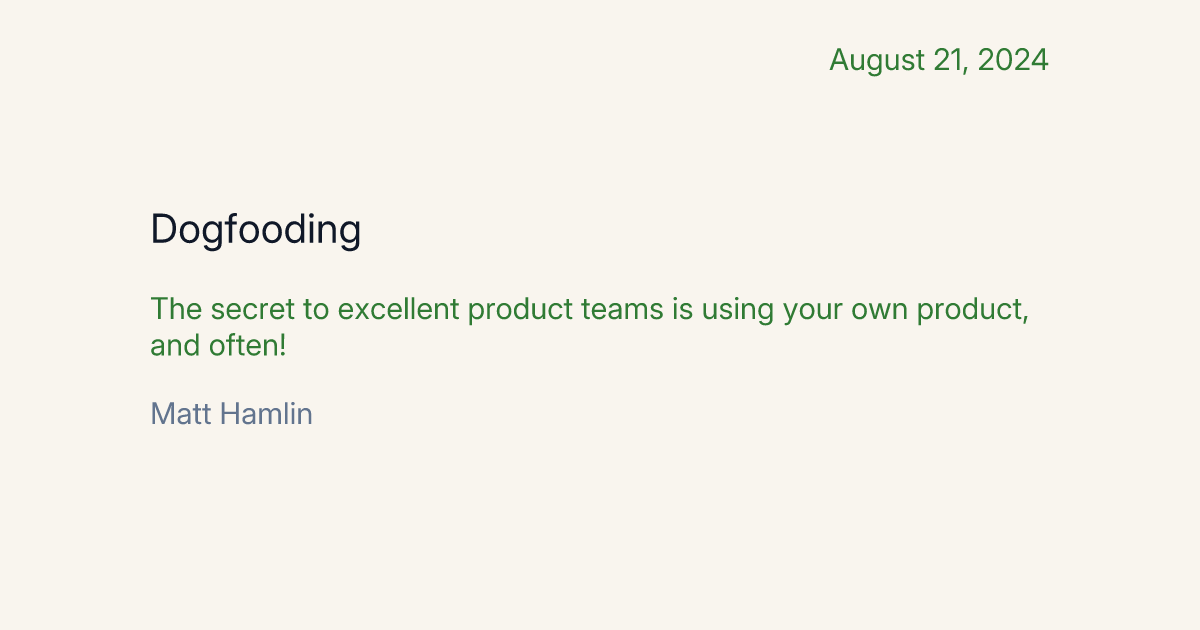 August 21, 2024
Dogfooding
The secret to excellent product teams is using your own product,
and often!
Matt Hamlin